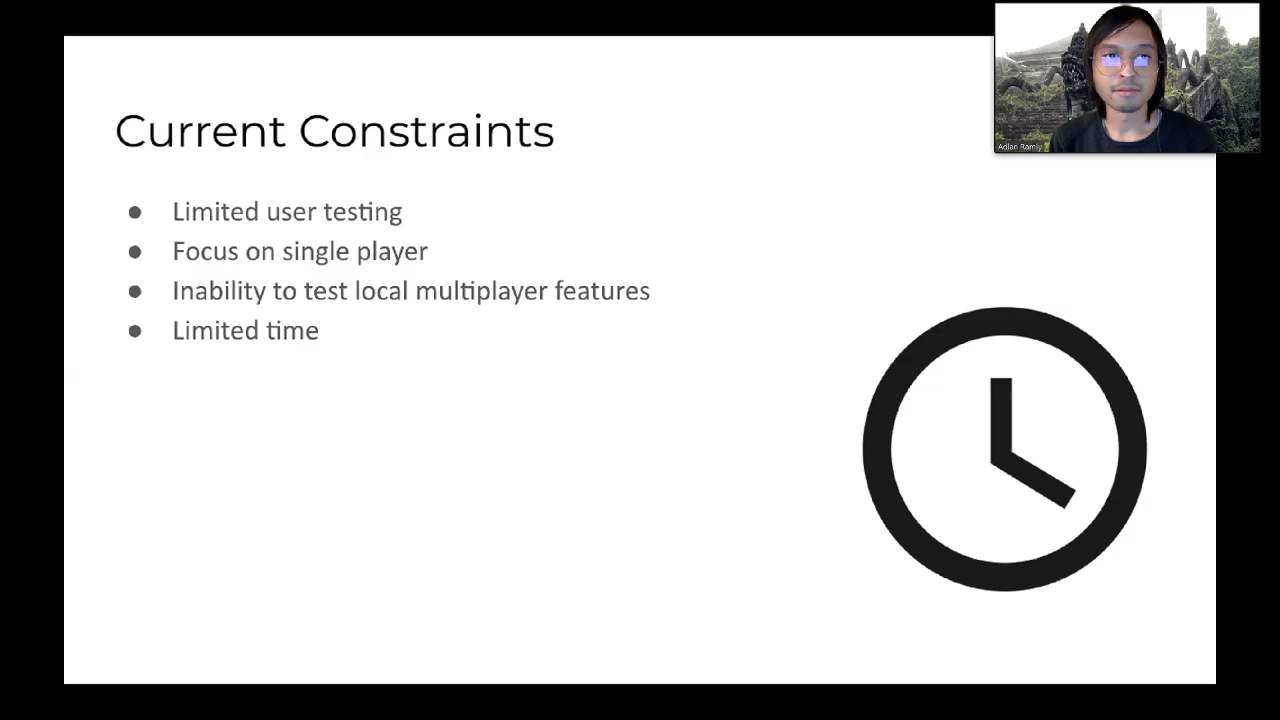 Current Constraints
● Limited user testing
● Focus on single player
● Inability to test local multiplayer features
● Limited time
Adlan Ramly